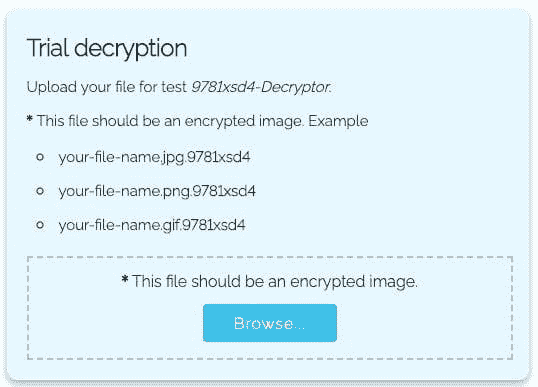 Trial decryption
Upload your file for test 9781xsd4-Decryptor.
* This file should be an encrypted image. Example
your-file-name.jpg.9781xsd4
your-file-name.png.9781xsd4
your-file-name.gif.9781xsd4
* This file should be an encrypted image.
Browse...